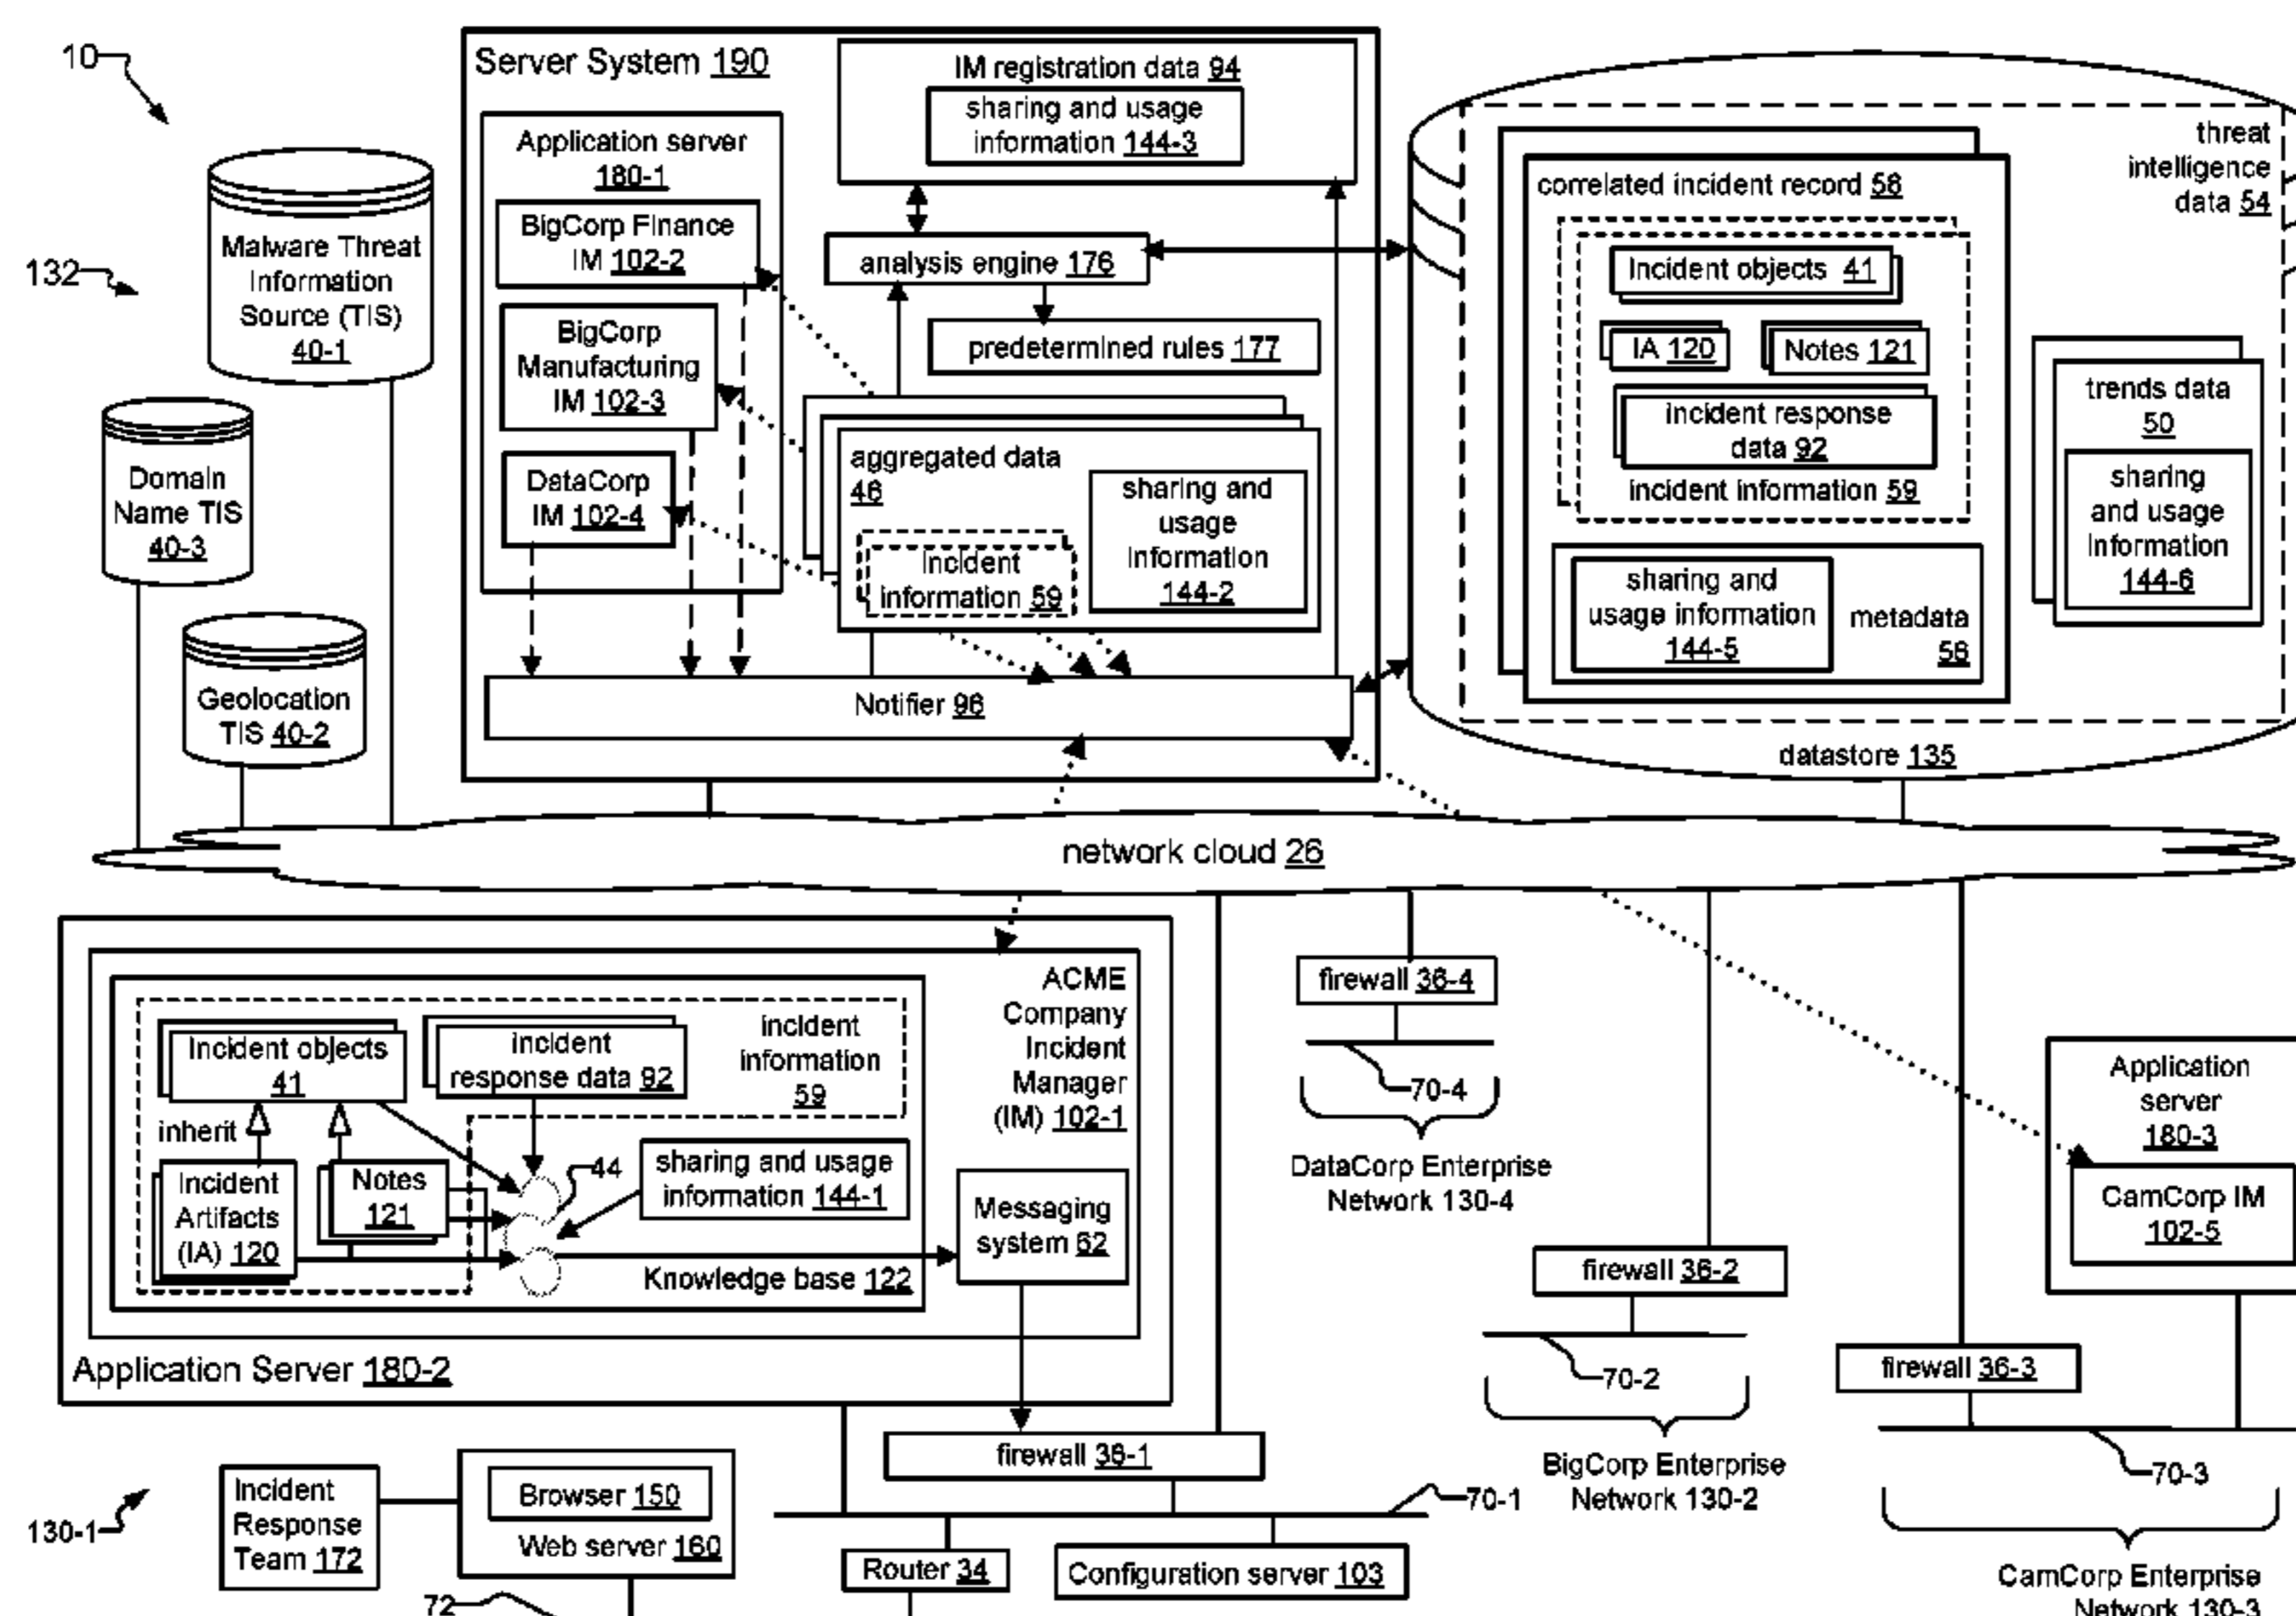 10
132
Malware Threat
Information
Source (TIS)
40-1
Domain
Name TIS
40-3
Geolocation
TIS 40-2
Server System 190
Application server
180-1
BigCorp Finance
IM 102-2
BigCorp
Manufacturing
IM 102-3
DataCorp
IM 102-4
IM registration data 94
sharing and usage
information 144-3
analysis engine 176
predetermined rules 177
aggregated data
46
incident
information 59
sharing and
usage
information
144-2
Notifier 96
threat
intelligence
data 54
correlated incident record 58
Incident objects 41
IA 120
Notes 121
incident response
data 92
incident information 59
sharing and
usage information
144-5
metadata
56
trends data
50
sharing
and usage
information
144-6
datastore 135
network cloud 26
ACME
Company
Incident
Manager
(IM) 102-1
Incident objects
41
incident
response data 92
incident
information
59
inherit
Incident
Artifacts
(IA) 120
Notes
121
44
sharing and usage
information 144-1
Knowledge base 122
Messaging
system 62
Application Server 180-2
firewall 36-4
70-4
DataCorp Enterprise
Network 130-4
firewall 36-2
70-2
BigCorp Enterprise
Network 130-2
Application
server
180-3
CamCorp IM
102-5
firewall 36-3
70-3
CamCorp Enterprise
Network 130-3
firewall 36-1
70-1
130-1
Incident
Response
Team 172
Browser 150
Web server 160
72
Router 34
Configuration server 103